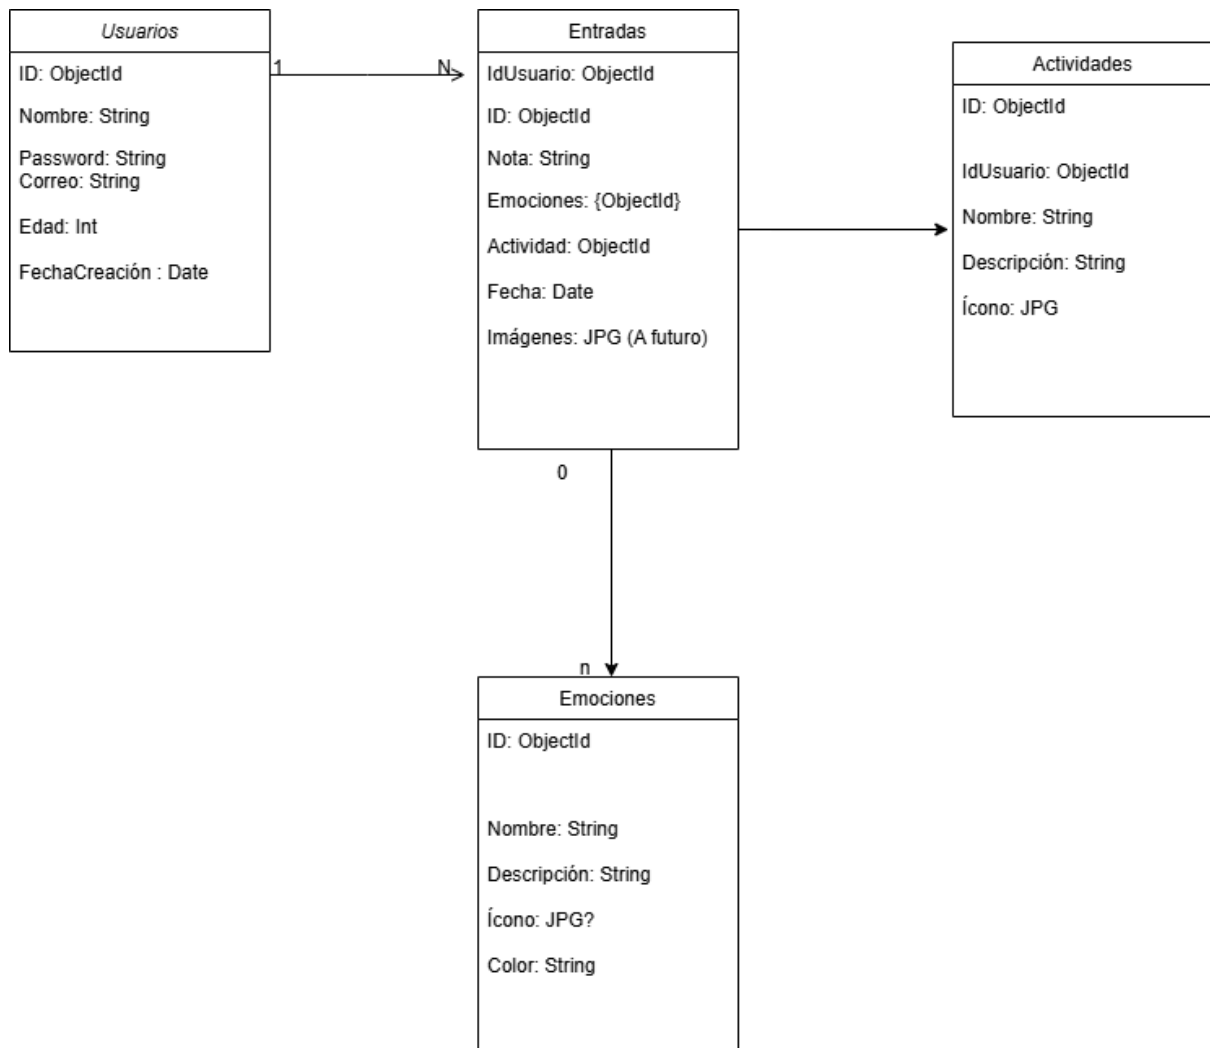 Usuarios
ID: ObjectId
Nombre: String
Password: String
Correo: String
Edad: Int
FechaCreación : Date
1
N
Entradas
IdUsuario: ObjectId
ID: ObjectId
Nota: String
Emociones: {ObjectId}
Actividad: ObjectId
Fecha: Date
Imágenes: JPG (A futuro)
Actividades
ID: ObjectId
IdUsuario: ObjectId
Nombre: String
Descripción: String
Ícono: JPG
0
n
Emociones
ID: ObjectId
Nombre: String
Descripción: String
Ícono: JPG?
Color: String